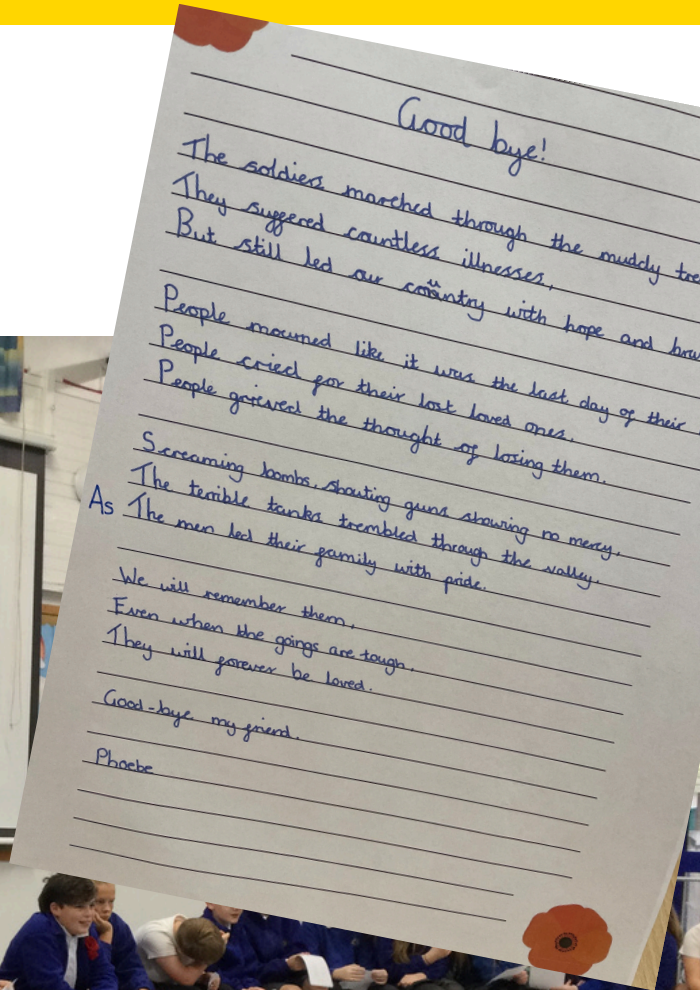 Good bye!
The soldiers marched through the muddy
They suffered countless illnesses,
But still led our country with hope and
People mourned like it was the last day of their
People cried for their lost loved ones.
People grieved the thought of losing them.
Screaming bombs, shouting guns showing no mercy,
The terrible tanks trembled through the valley.
As The men led their family with pride.
We will remember them,
Even when the goings are tough,
They will forever be loved.
Good-bye my friend.
Phoebe